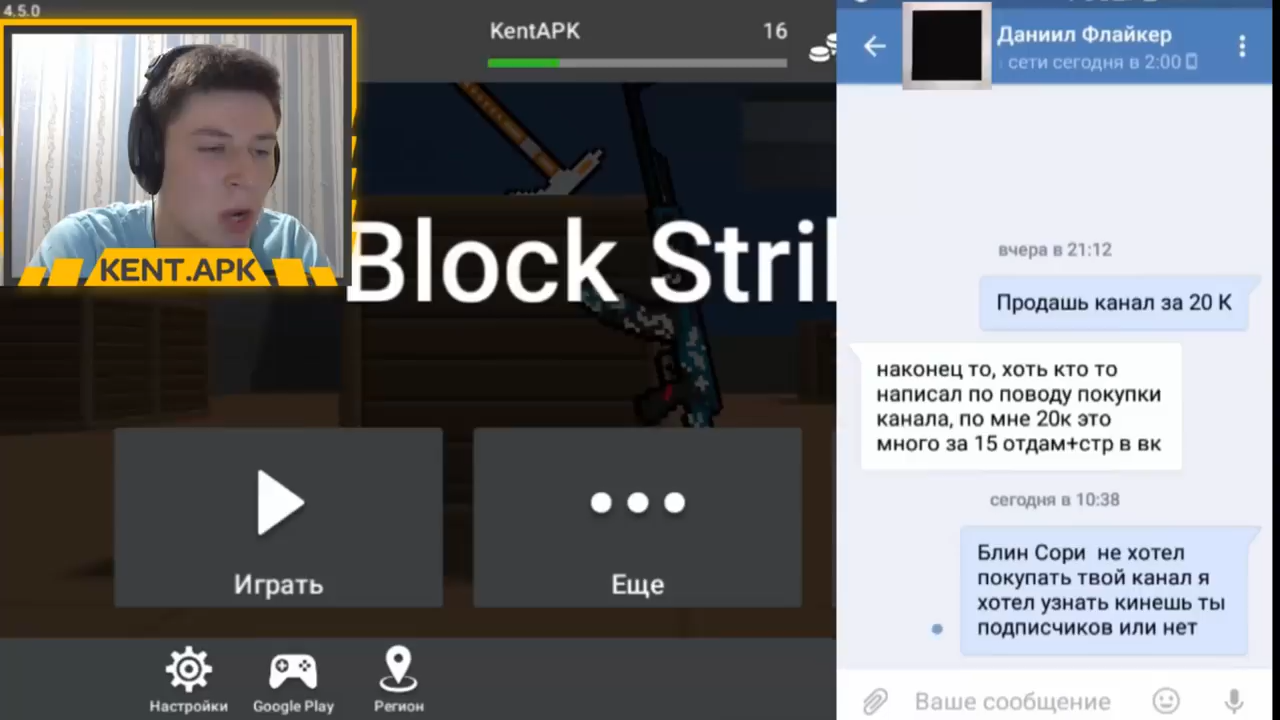 4.5.0
KentAPK
16
KENT.APK
Block Stri
Играть
Еще
Настройки
Google Play
Регион
Даниил Флайкер
сети сегодня в 2:00
вчера в 21:12
Продашь канал за 20 К
наконец то, хоть кто то
написал по поводу покупки
канала, по мне 20к это
много за 15 отдам+стр в вк
сегодня в 10:38
Блин Сори не хотел
покупать твой канал я
хотел узнать кинешь ты
подписчиков или нет
Ваше сообщение